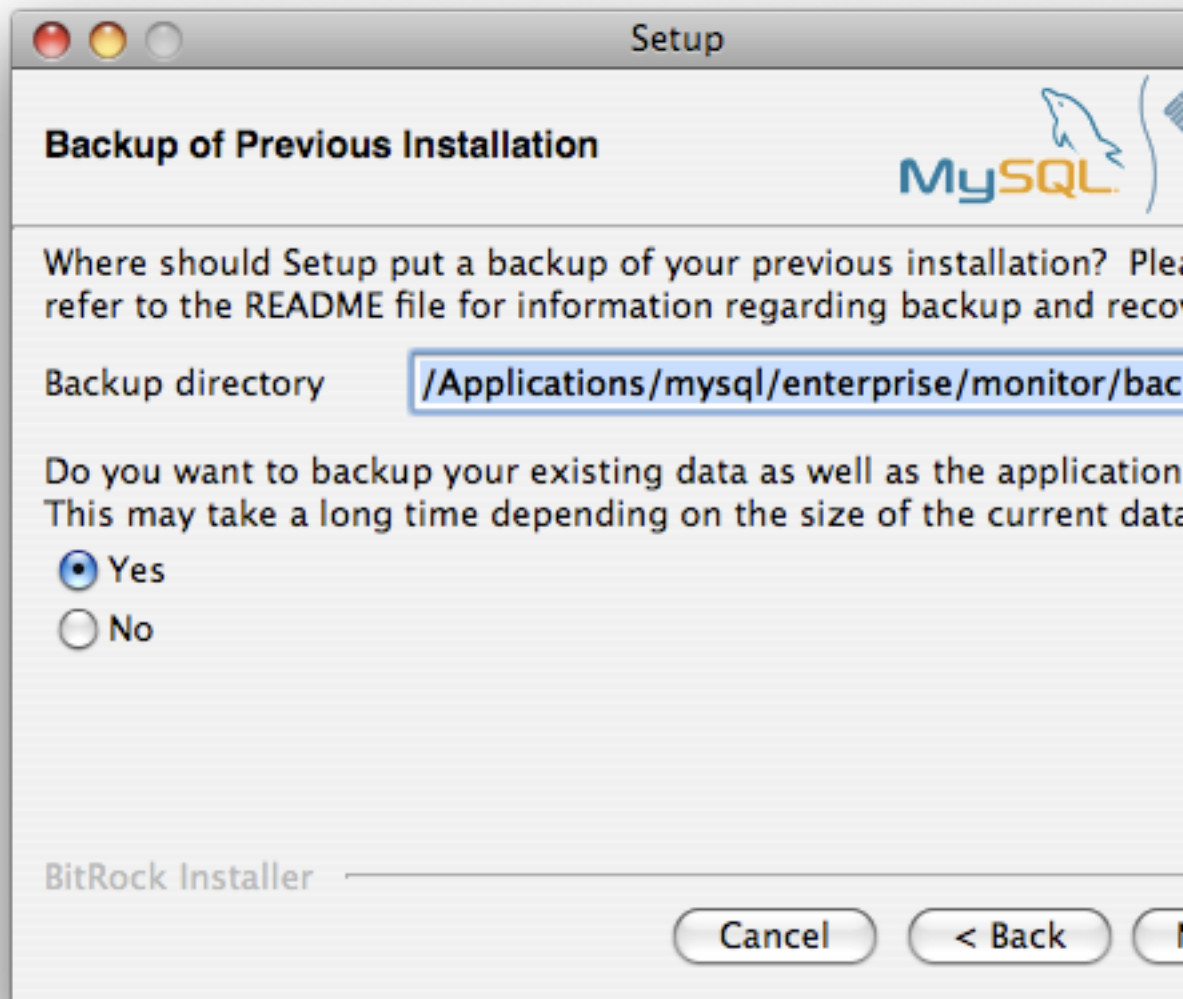 Setup
Backup of Previous Installation
MySQL
Where should Setup put a backup of your previous installation?
refer to the README file for information regarding backup and
Backup directory
/Applications/mysql/enterprise/monitor/bac
Do you want to backup your existing data as well as the application
This may take a long time depending on the size of the current
Yes
No
BitRock Installer
Cancel
< Back